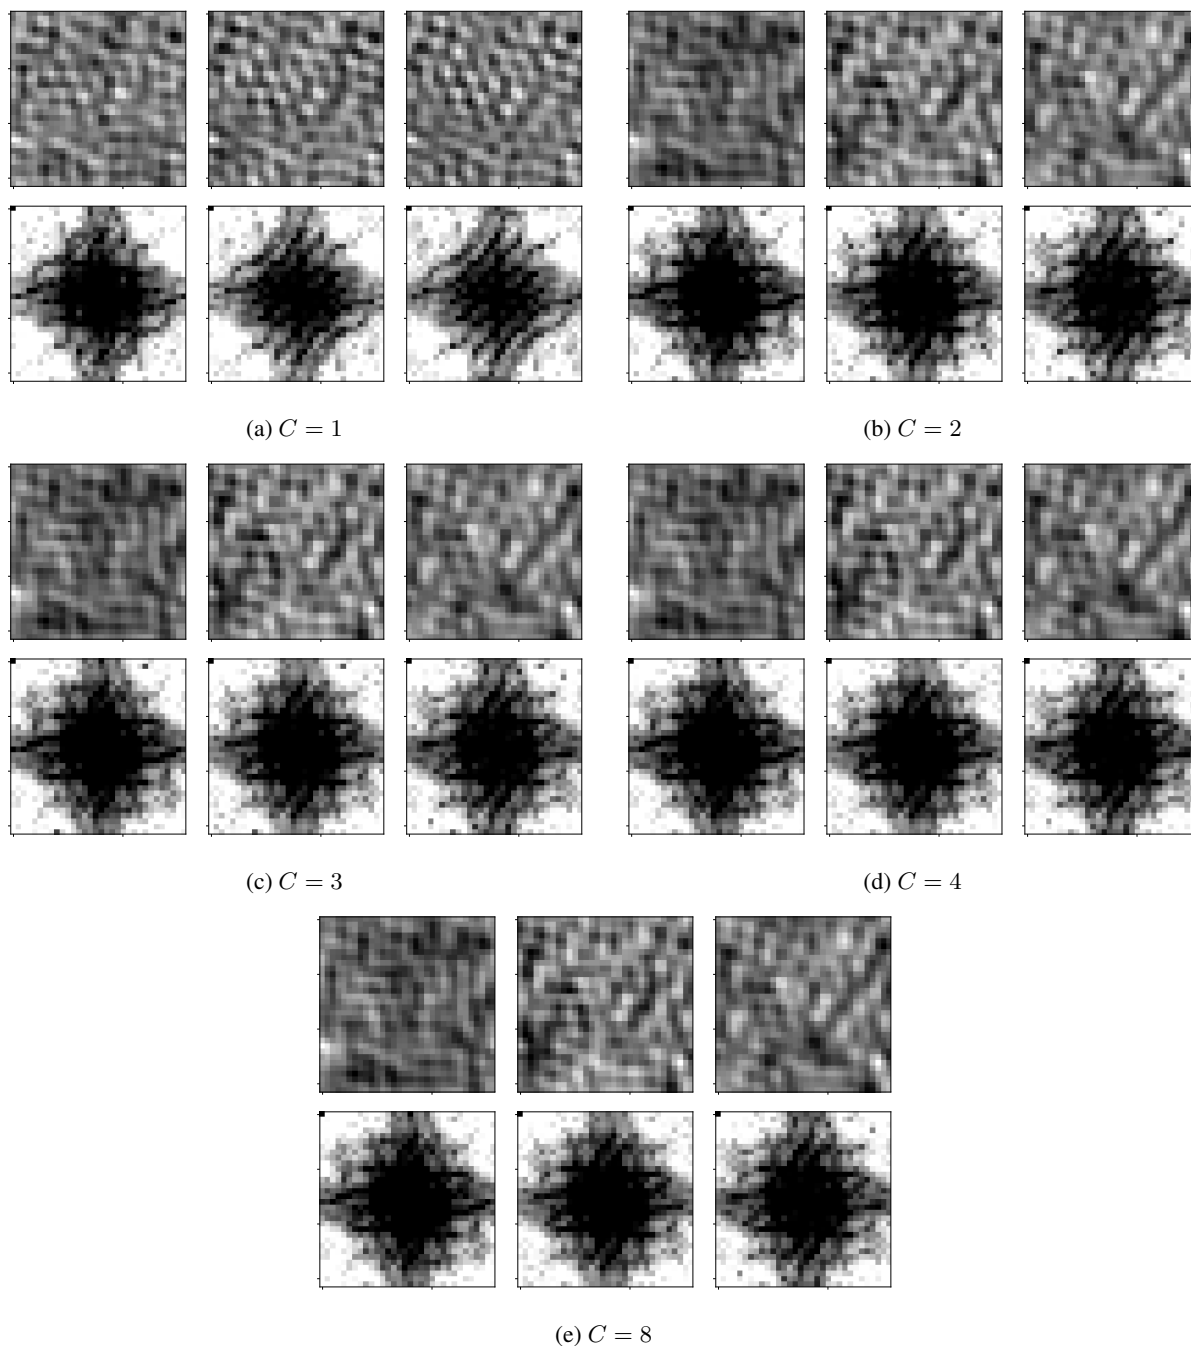 (a) C = 1
(b) C = 2
(c) C = 3
(d) C = 4
(e) C = 8